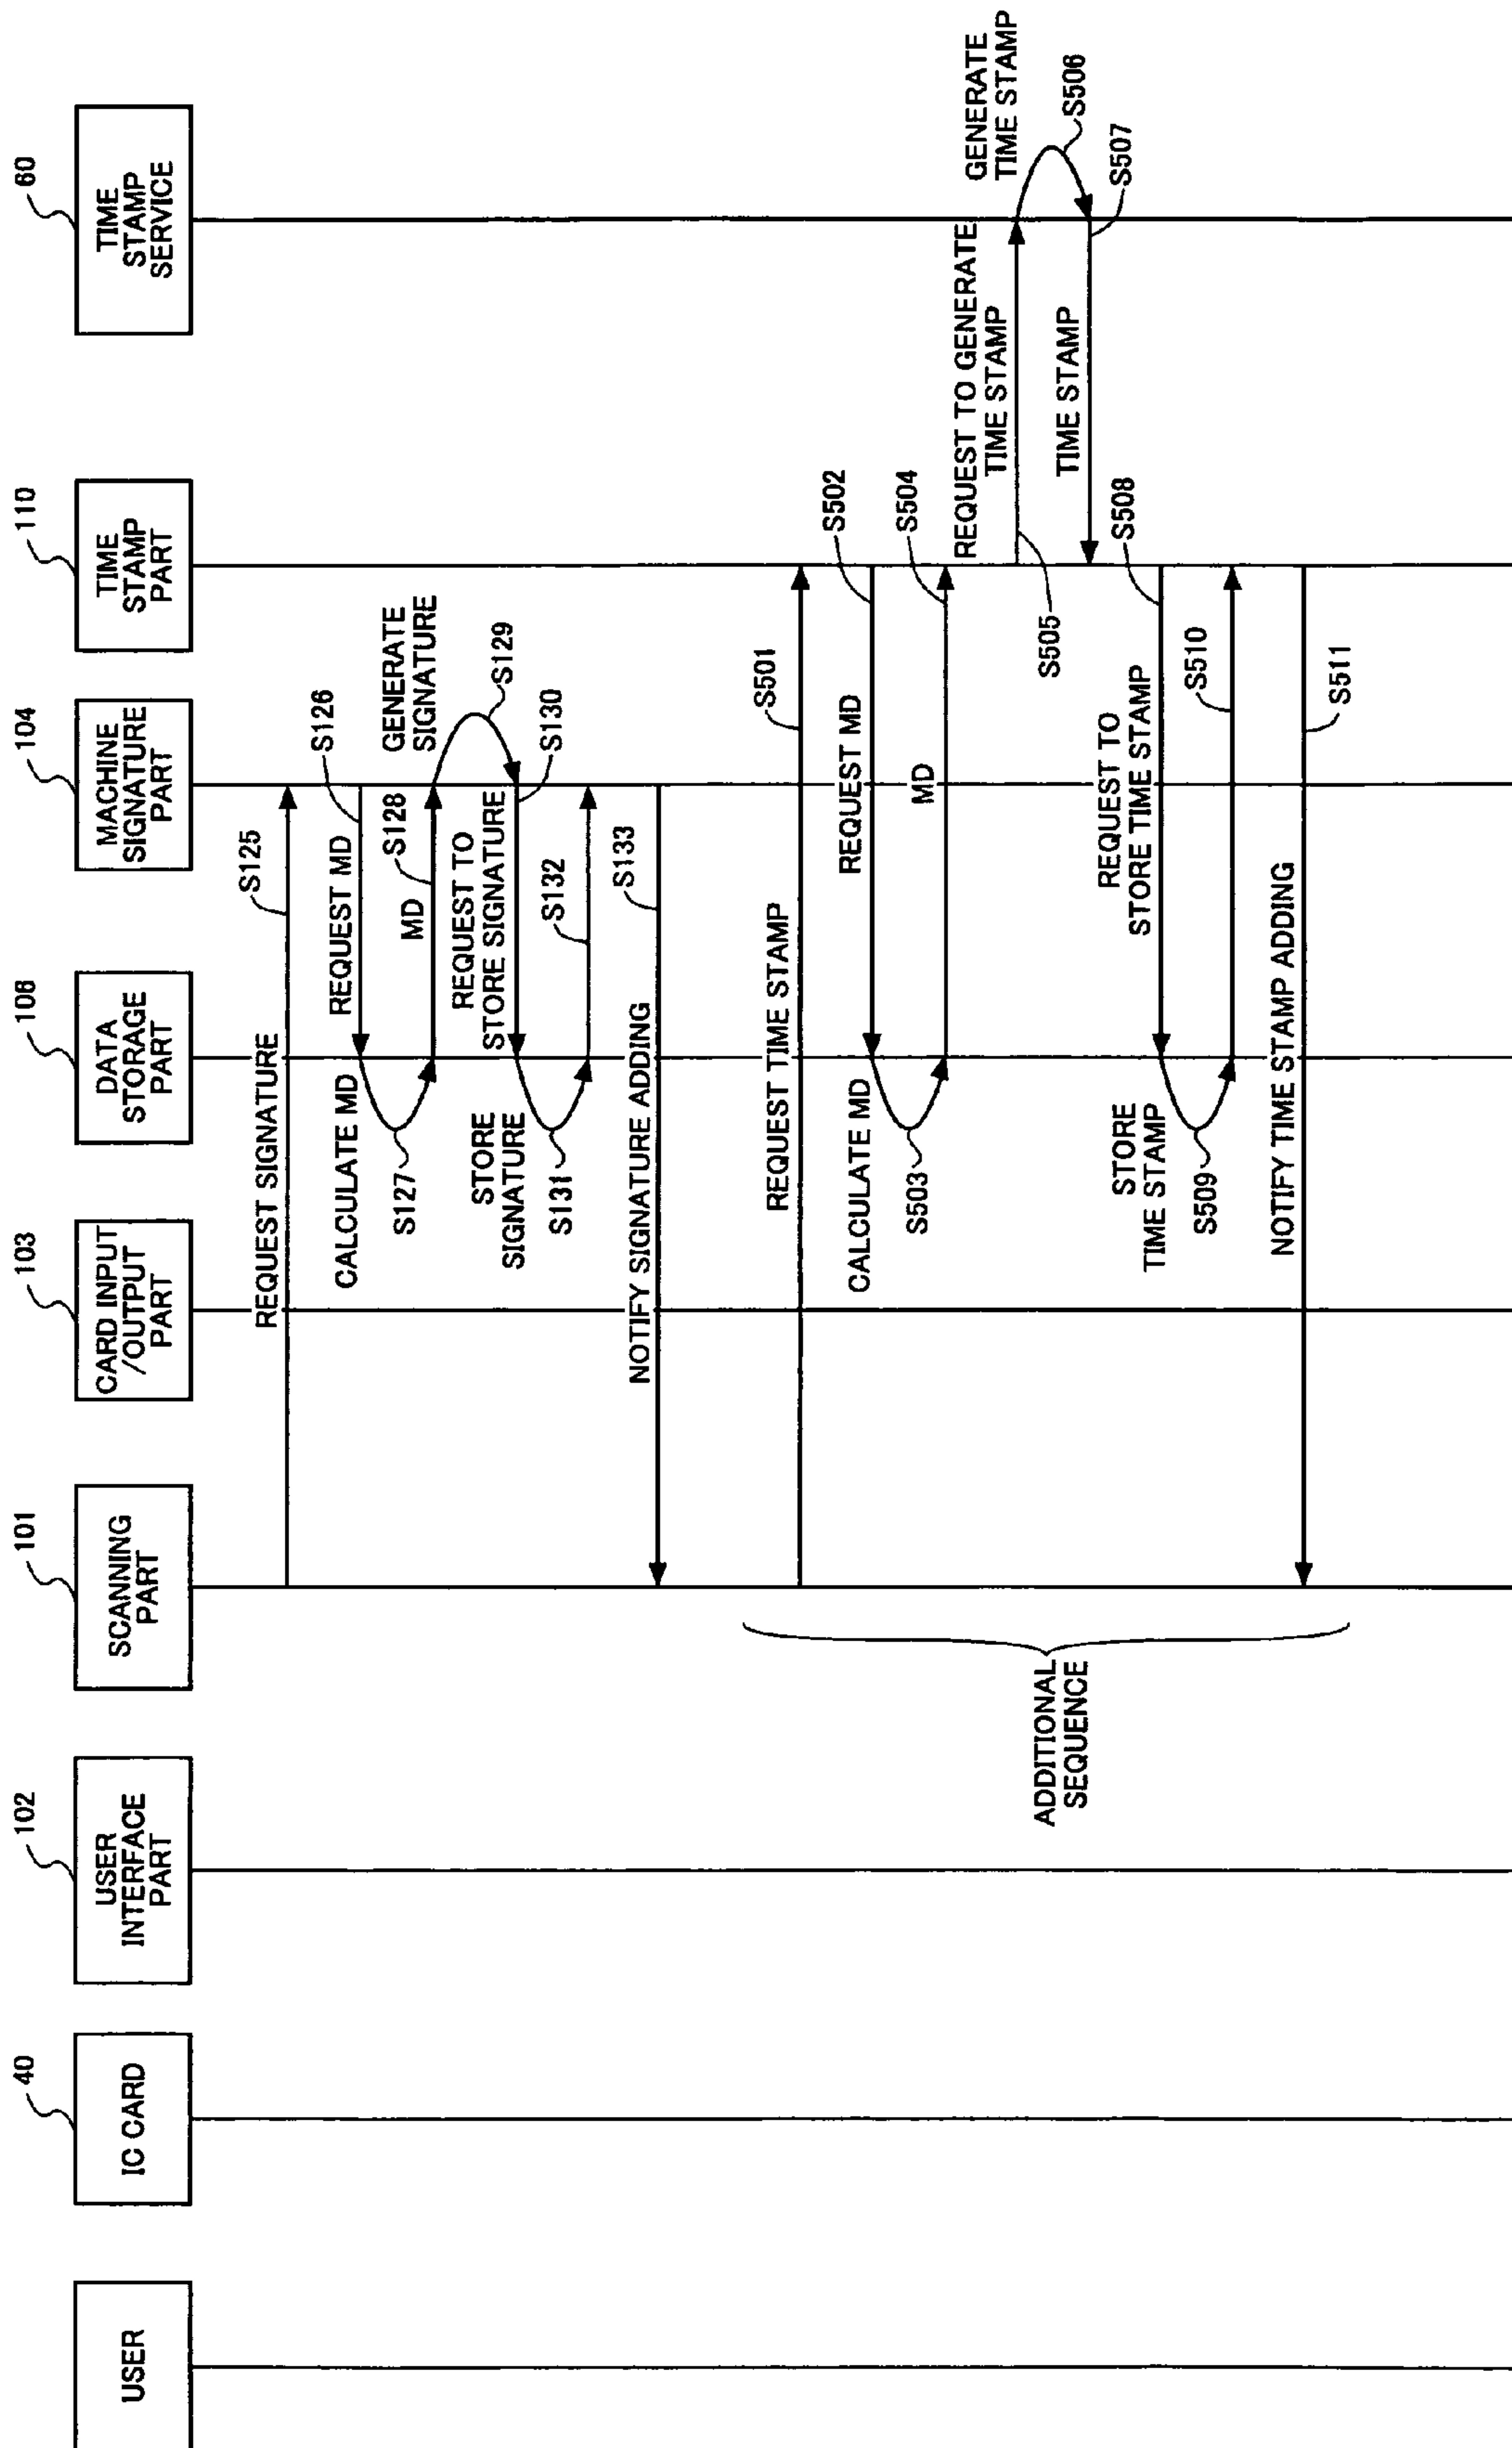 USER
40
IC CARD
102
USER
INTERFACE
PART
101
SCANNING
PART
103
CARD INPUT
/OUTPUT
PART
106
DATA
STORAGE
PART
104
MACHINE
SIGNATURE
PART
110
TIME
STAMP
PART
60
TIME
STAMP
SERVICE
REQUEST SIGNATURE
S125
REQUEST MD
S126
CALCULATE MD
S127
MD
S128
GENERATE
SIGNATURE
S129
REQUEST TO
STORE SIGNATURE
S130
STORE
SIGNATURE
S131
S132
NOTIFY SIGNATURE ADDING
S133
ADDITIONAL
SEQUENCE
REQUEST TIME STAMP
S501
REQUEST MD
S502
CALCULATE MD
S503
MD
S504
REQUEST TO GENERATE
TIME STAMP
S505
GENERATE
TIME STAMP
S506
TIME STAMP
S507
REQUEST TO
STORE TIME STAMP
S508
STORE
TIME STAMP
S509
S510
NOTIFY TIME STAMP ADDING
S511